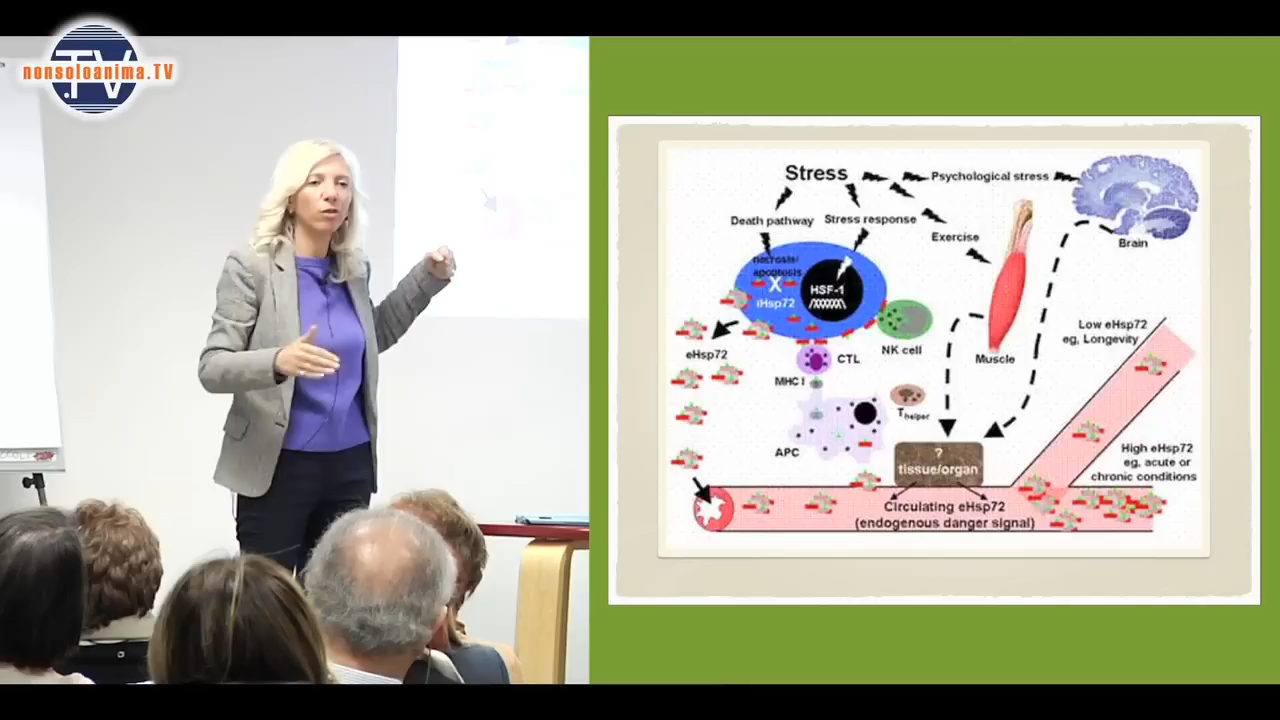 .TV
nonsoloanima.TV
Stress
Psychological stress
Death pathway
Stress response
Exercise
Brain
necrosis/
apoptosis
X
iHsp72
HSF-1
eHsp72
NK cell
CTL
Muscle
Low eHsp72
eg, Longevity
MHC I
Thelper
APC
?
tissue/organ
High eHsp72
eg, acute or
chronic conditions
Circulating eHsp72
(endogenous danger signal)